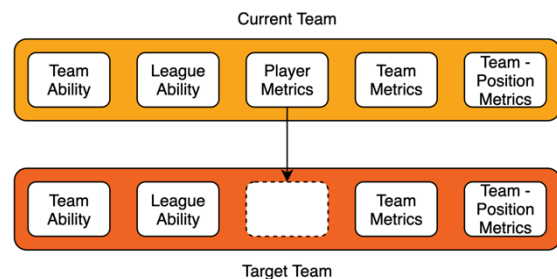 Current Team
Team
Ability
League
Ability
Player
Metrics
Team
Metrics
Team -
Position
Metrics
Team
Ability
League
Ability
Team
Metrics
Team -
Position
Metrics
Target Team